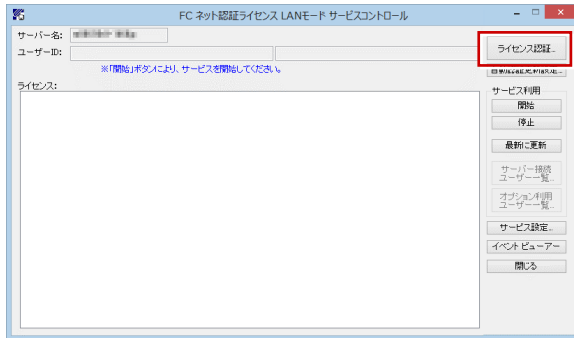 FC ネット認証ライセンス LANモード サービスコントロール
サーバー名:
ユーザーID:
ライセンス認証...
※「開始」ボタンにより、サービスを開始してください。
ライセンス:
サービス利用
開始
停止
最新に更新
サーバー接続
ユーザー一覧...
オプション利用
ユーザー一覧...
サービス設定...
イベント ビューアー
閉じる